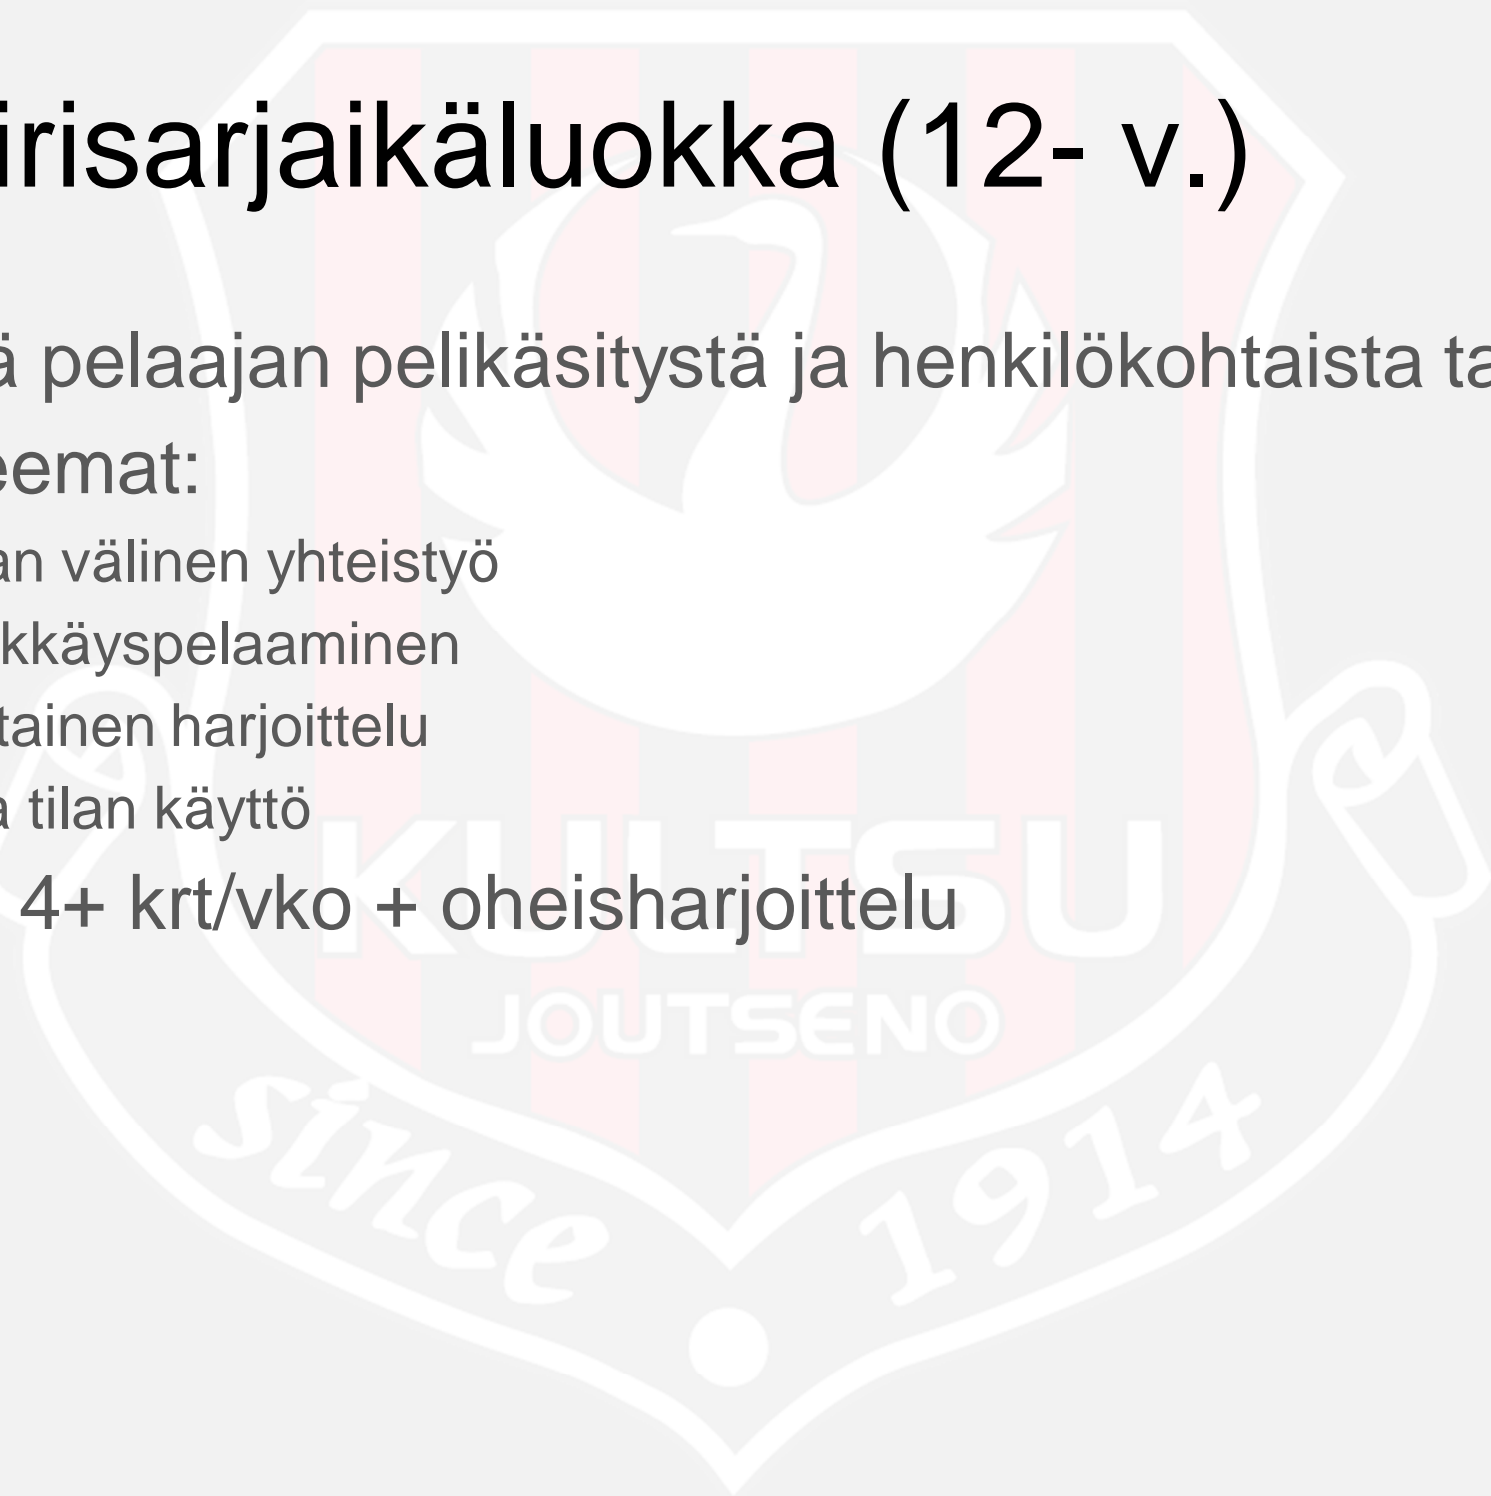 irisarjaikäluokka (12- v.)
ä pelaajan pelikäsitystä ja henkilökohtaista ta
eemat:
an välinen yhteistyö
kkäyspelaaminen
tainen harjoittelu
a tilan käyttö
4+ krt/vko + oheisharjoittelu
KULTSU
JOUTSENO
since 1914